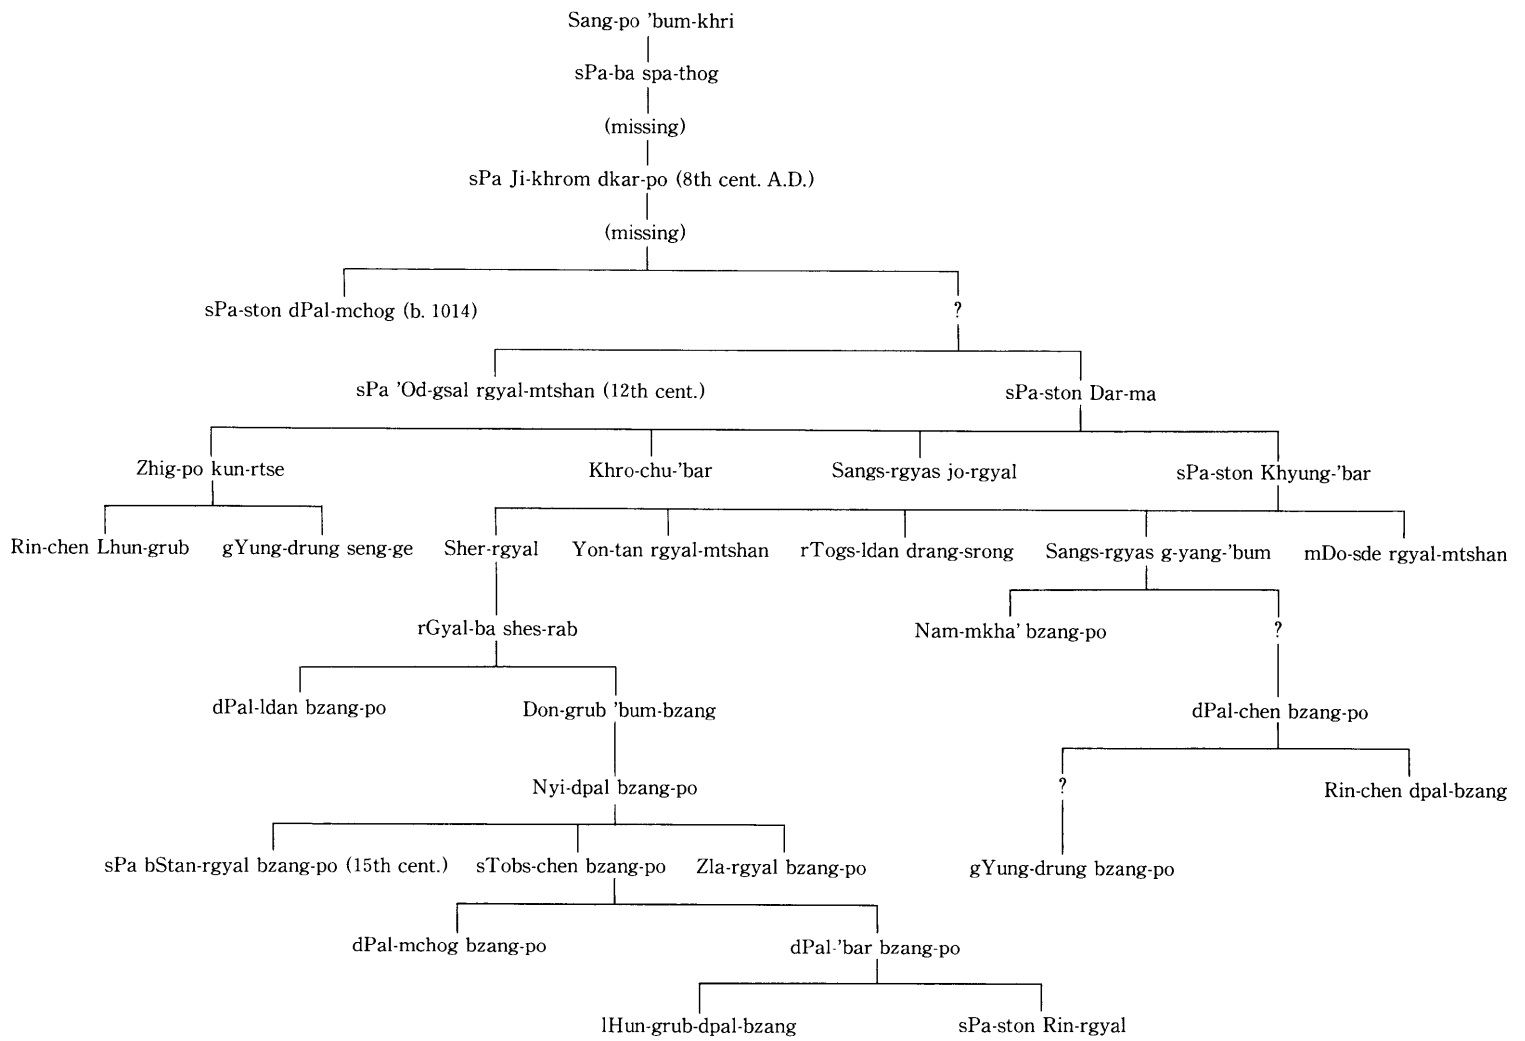 Sang-po ’bum-khri
sPa-ba spa-thog
(missing)
sPa Ji-khrom dkar-po (8th cent. A.D.)
(missing)
sPa-ston dPal-mchog (b. 1014)
?
sPa ’Od-gsal rgyal-mtshan (12th cent.)
sPa-ston Dar-ma
Zhig-po kun-rtse
Khro-chu-’bar
Sangs-rgyas jo-rgyal
sPa-ston Khyung-’bar
Rin-chen Lhun-grub
gYung-drung seng-ge
Sher-rgyal
Yon-tan rgyal-mtshan
rTogs-ldan drang-srong
Sangs-rgyas g-yang-’bum
mDo-sde rgyal-mtshan
rGyal-ba shes-rab
Nam-mkha’ bzang-po
?
dPal-ldan bzang-po
Don-grub ’bum-bzang
dPal-chen bzang-po
Nyi-dpal bzang-po
?
Rin-chen dpal-bzang
sPa bStan-rgyal bzang-po (15th cent.)
sTobs-chen bzang-po
Zla-rgyal bzang-po
gYung-drung bzang-po
dPal-mchog bzang-po
dPal-’bar bzang-po
lHun-grub-dpal-bzang
sPa-ston Rin-rgyal